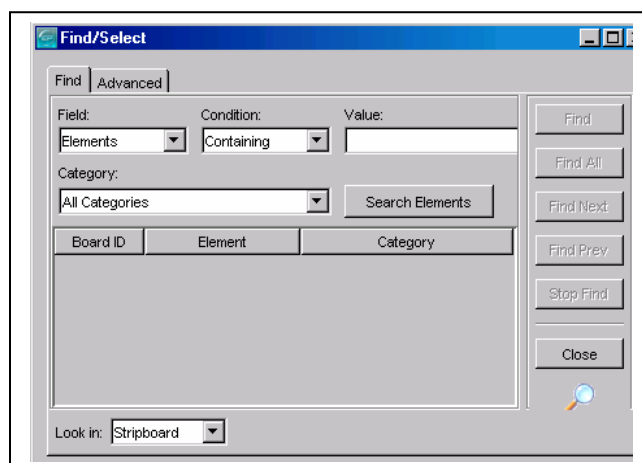 Find/Select
Find Advanced
Field: Condition: Value:
Elements Containing
Find
Find All
Category:
All Categories Search Elements
Find Next
Board ID Element Category
Find Prev
Stop Find
Close
Look in: Stripboard